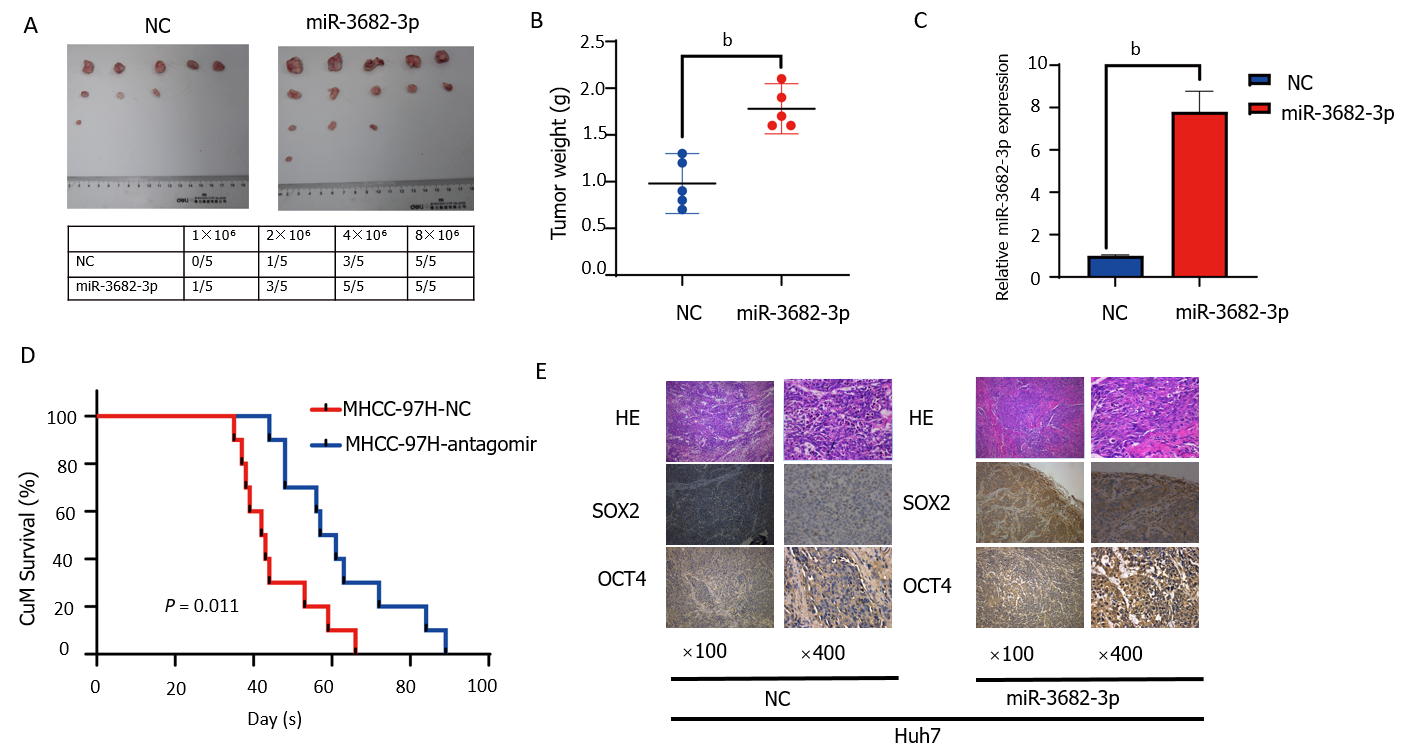 A
NC
miR-3682-3p
1×10⁶ 2×10⁶ 4×10⁶ 8×10⁶
NC 0/5 1/5 3/5 5/5
miR-3682-3p 1/5 3/5 5/5 5/5
B
b
Tumor weight (g)
2.5
2.0
1.5
1.0
0.5
0.0
NC miR-3682-3p
C
b
Relative miR-3682-3p expression
10
8
6
4
2
0
NC miR-3682-3p
NC
miR-3682-3p
D
CuM Survival (%)
100
80
60
40
20
0
MHCC-97H-NC
MHCC-97H-antagomir
P = 0.011
0 20 40 60 80 100
Day (s)
E
HE
SOX2
OCT4
HE
SOX2
OCT4
×100 ×400 ×100 ×400
NC miR-3682-3p
Huh7